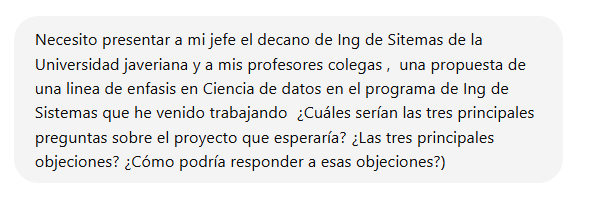 Necesito presentar a mi jefe el decano de Ing de Sitemas de la
Universidad javeriana y a mis profesores colegas ,  una propuesta de
una linea de enfasis en Ciencia de datos en el programa de Ing de
Sistemas que he venido trabajando  ¿Cuáles serían las tres principales
preguntas sobre el proyecto que esperaría? ¿Las tres principales
objeciones? ¿Cómo podría responder a esas objeciones?)